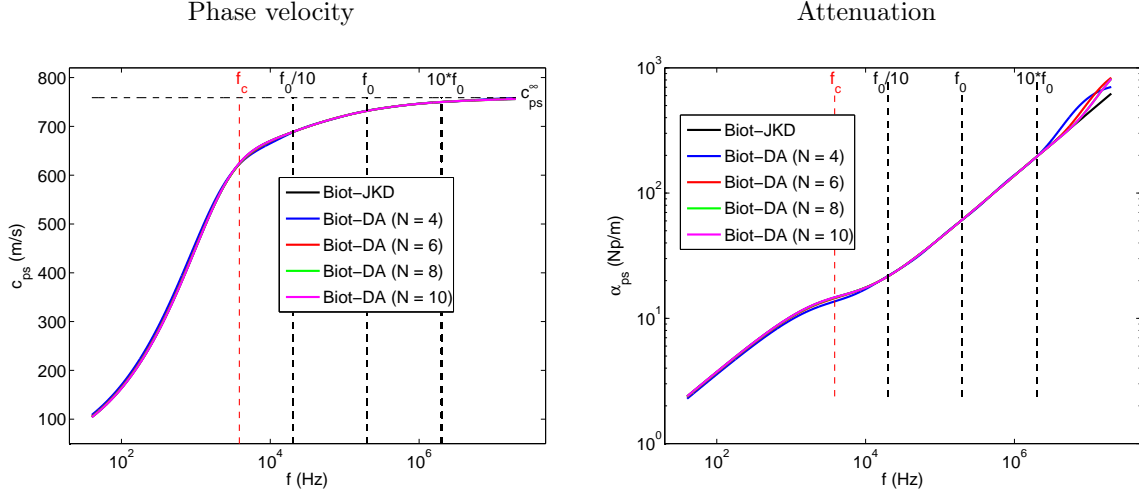 Phase velocity
800
700
600
500
400
300
200
100
c_ps (m/s)
f_c
f_0/10
f_0
10*f_0
c_ps^∞
Biot−JKD
Biot−DA (N = 4)
Biot−DA (N = 6)
Biot−DA (N = 8)
Biot−DA (N = 10)
10^2
10^4
10^6
f (Hz)
Attenuation
10^3
10^2
10^1
10^0
α_ps (Np/m)
f_c
f_0/10
f_0
10*f_0
Biot−JKD
Biot−DA (N = 4)
Biot−DA (N = 6)
Biot−DA (N = 8)
Biot−DA (N = 10)
10^2
10^4
10^6
f (Hz)